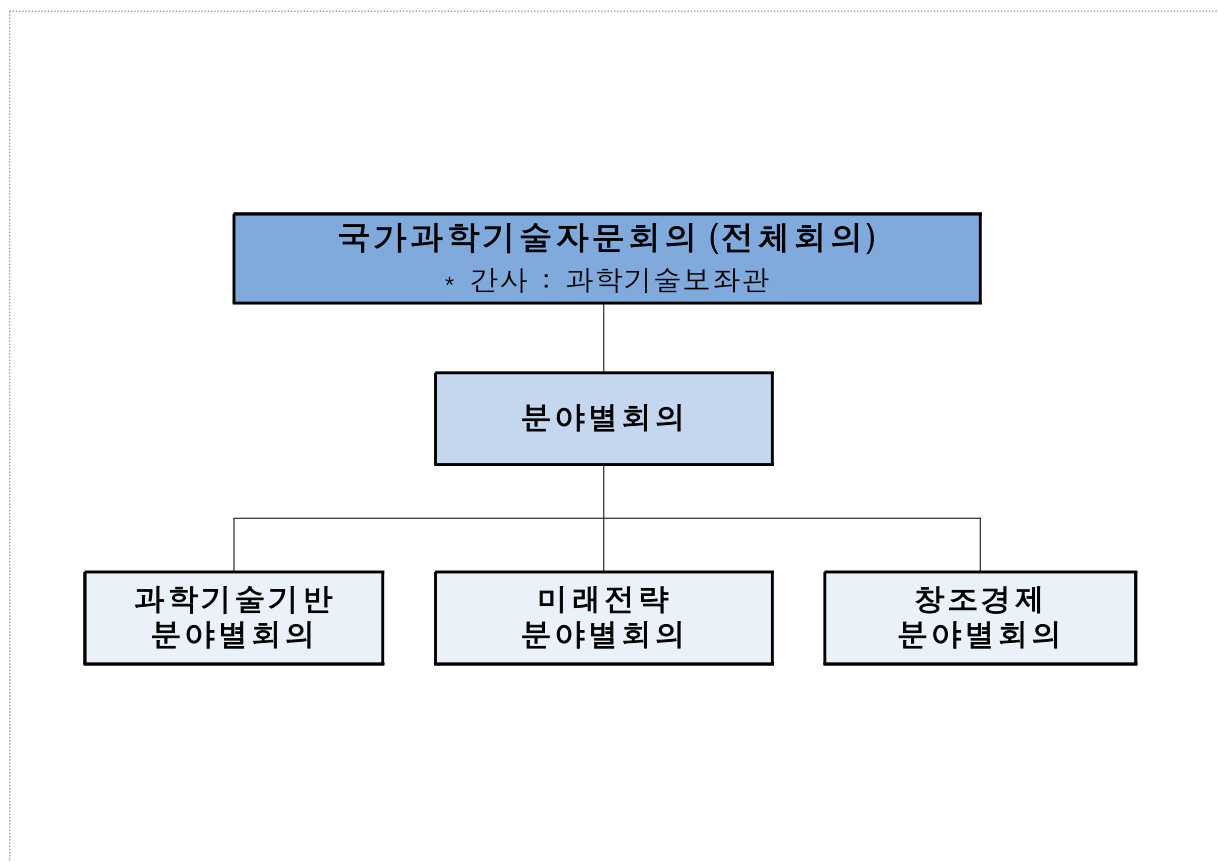 국가과학기술자문회의 (전체회의)
* 간사 : 과학기술보좌관
분야별회의
과학기술기반
분야별회의
미래전략
분야별회의
창조경제
분야별회의